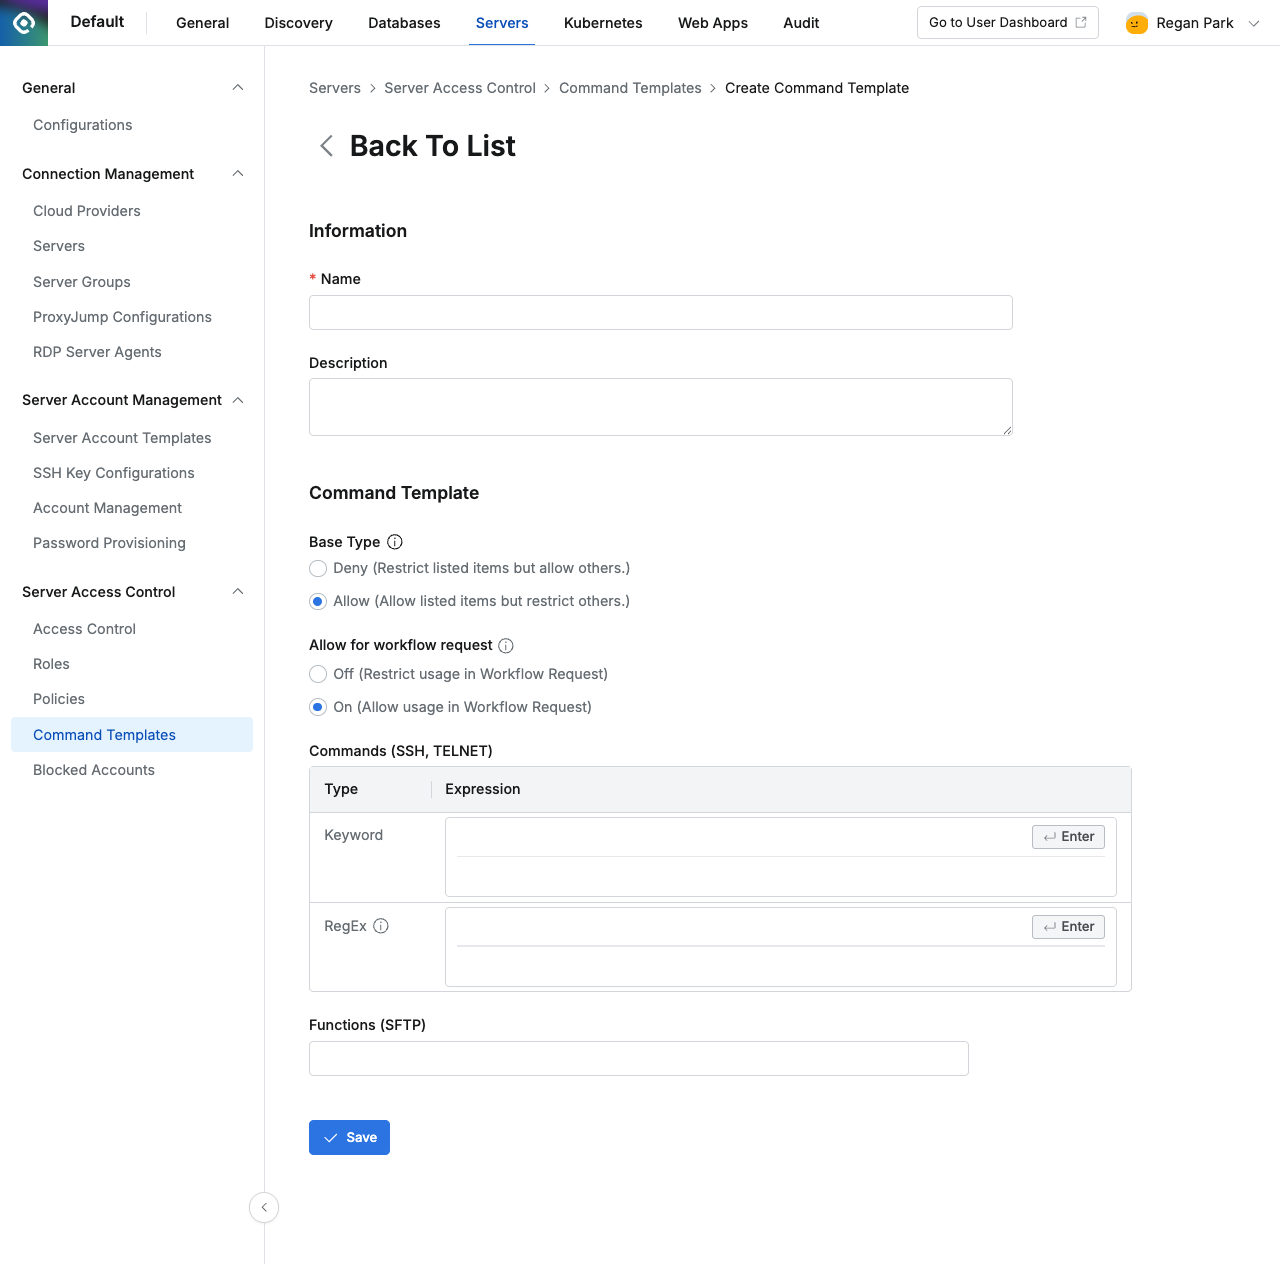 Default
General
Discovery
Databases
Servers
Kubernetes
Web Apps
Audit
Go to User Dashboard
Regan Park
General
Configurations
Connection Management
Cloud Providers
Servers
Server Groups
ProxyJump Configurations
RDP Server Agents
Server Account Management
Server Account Templates
SSH Key Configurations
Account Management
Password Provisioning
Server Access Control
Access Control
Roles
Policies
Command Templates
Blocked Accounts
Servers > Server Access Control > Command Templates > Create Command Template
Back To List
Information
* Name
Description
Command Template
Base Type
Deny (Restrict listed items but allow others.)
Allow (Allow listed items but restrict others.)
Allow for workflow request
Off (Restrict usage in Workflow Request)
On (Allow usage in Workflow Request)
Commands (SSH, TELNET)
Type Expression
Keyword
Enter
RegEx
Enter
Functions (SFTP)
Save